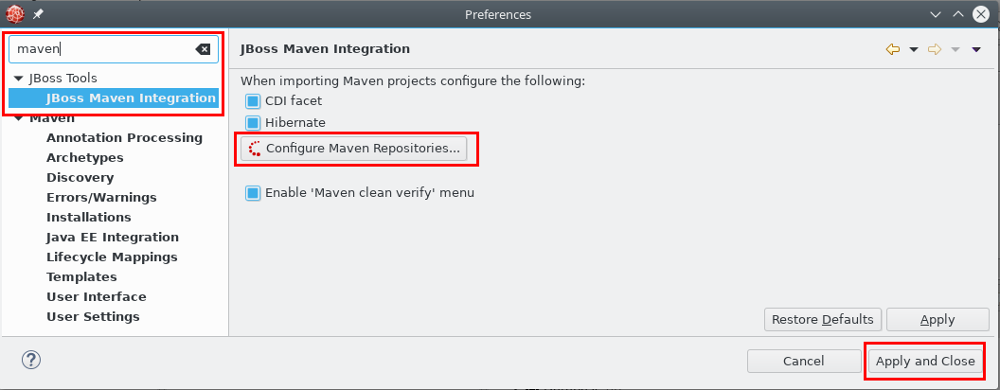 Preferences
maven
JBoss Tools
JBoss Maven Integration
Maven
Annotation Processing
Archetypes
Discovery
Errors/Warnings
Installations
Java EE Integration
Lifecycle Mappings
Templates
User Interface
User Settings
JBoss Maven Integration
When importing Maven projects configure the following:
CDI facet
Hibernate
Configure Maven Repositories...
Enable 'Maven clean verify' menu
Restore Defaults
Apply
?
Cancel
Apply and Close